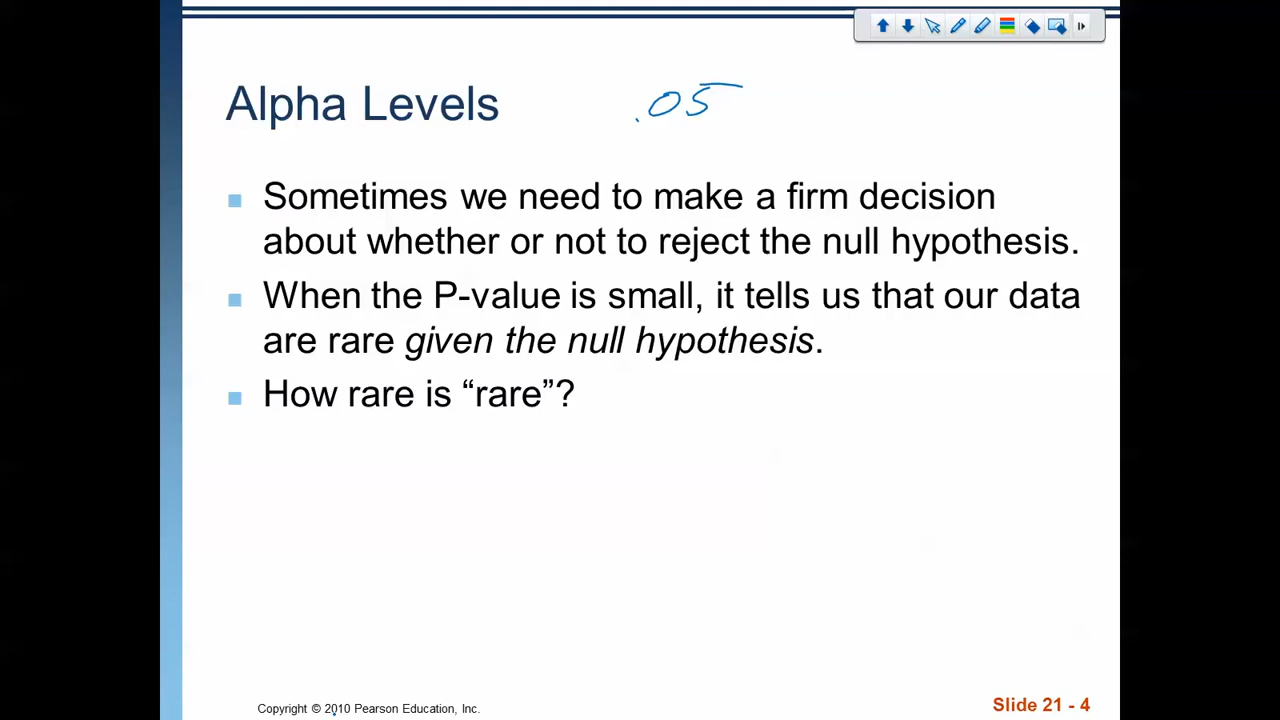 Alpha Levels .05
Sometimes we need to make a firm decision
about whether or not to reject the null hypothesis.
When the P-value is small, it tells us that our data
are rare given the null hypothesis.
How rare is “rare”?
Copyright © 2010 Pearson Education, Inc.
Slide 21 - 4